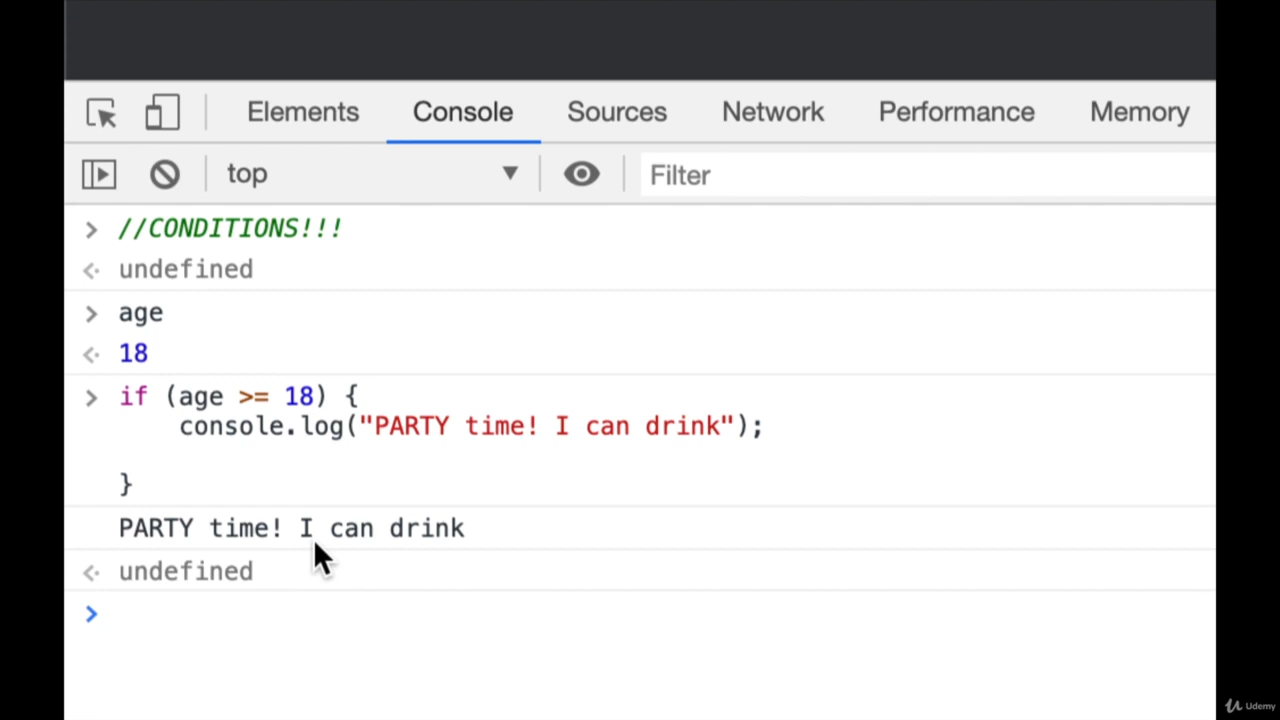 Elements Console Sources Network Performance Memory
top Filter
//CONDITIONS!!!
undefined
age
18
if (age >= 18) {
console.log("PARTY time! I can drink");
}
PARTY time! I can drink
undefined
Udemy